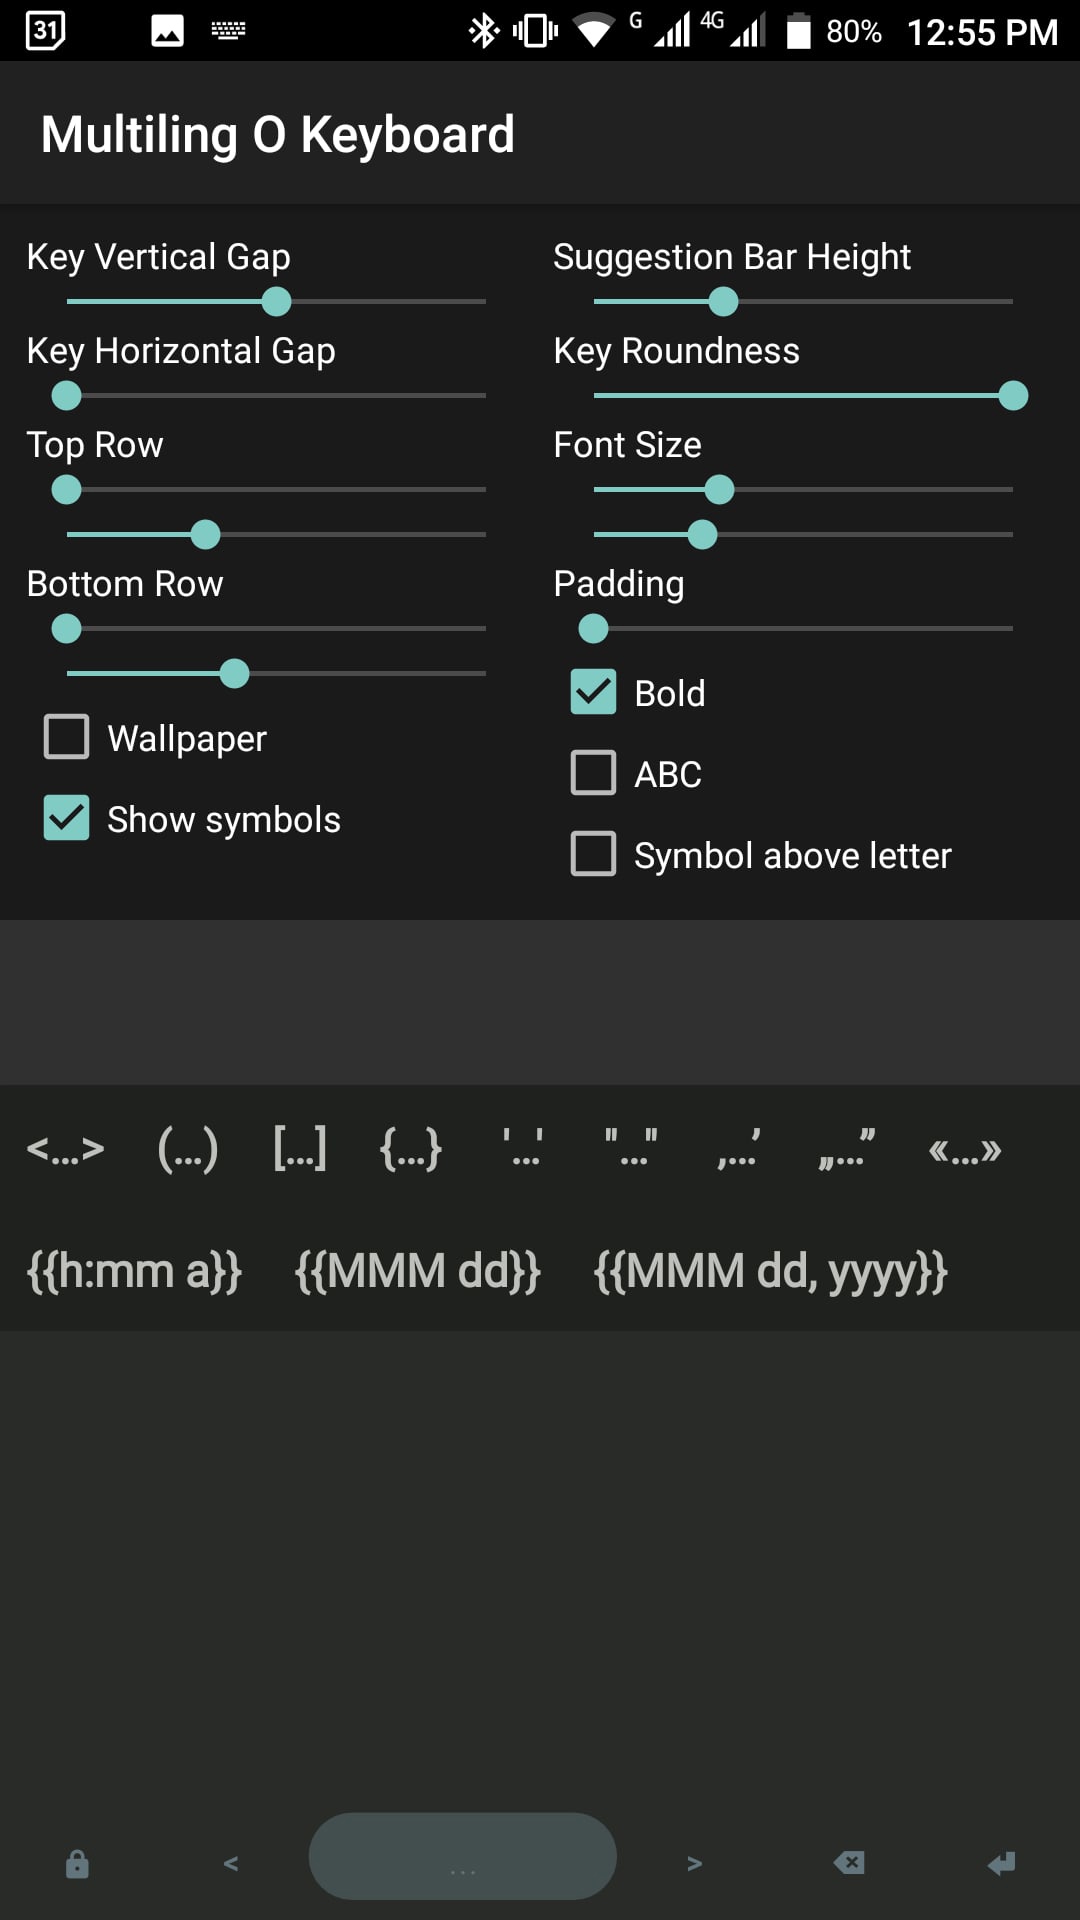 31 G 4G 80% 12:55 PM
Multiling O Keyboard
Key Vertical Gap
Key Horizontal Gap
Top Row
Bottom Row
Wallpaper
Show symbols
Suggestion Bar Height
Key Roundness
Font Size
Padding
Bold
ABC
Symbol above letter
<...> (...) [...] {...} '...' "..." ‚...’ „...” «...»
{{h:mm a}} {{MMM dd}} {{MMM dd, yyyy}}
< ... >